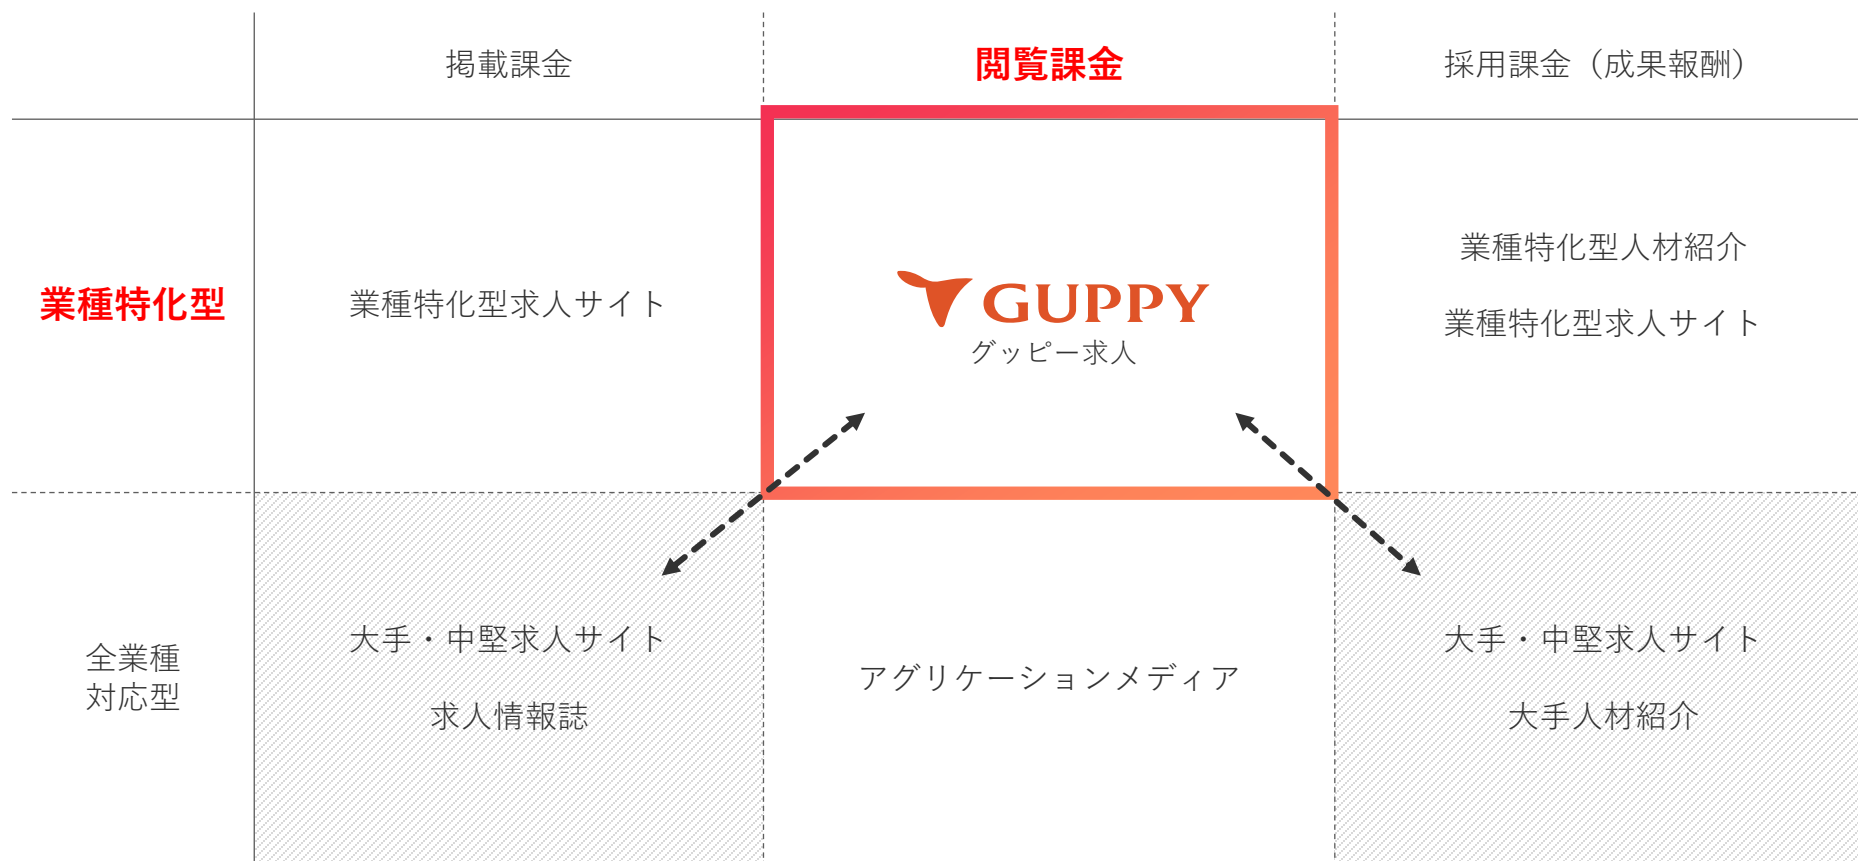 掲載課金
閲覧課金
採用課金（成果報酬）
業種特化型
業種特化型求人サイト
GUPPY
グッピー求人
業種特化型人材紹介
業種特化型求人サイト
全業種
対応型
大手・中堅求人サイト
求人情報誌
アグリケーションメディア
大手・中堅求人サイト
大手人材紹介